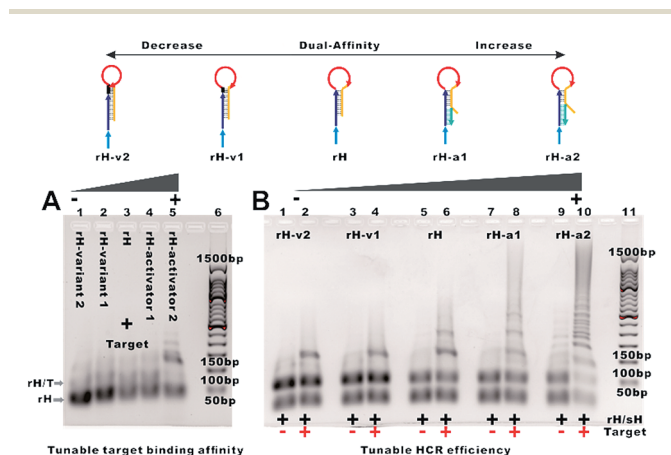 Decrease Dual-Affinity Increase
rH-v2 rH-v1 rH rH-a1 rH-a2
- +
A
1 2 3 4 5 6
rH-variant 2
rH-variant 1
rH
+
Target
rH-activator 1
rH-activator 2
1500bp
150bp
100bp
50bp
rH/T
rH
Tunable target binding affinity
- +
B
1 2 3 4 5 6 7 8 9 10 11
rH-v2 rH-v1 rH rH-a1 rH-a2
1500bp
150bp
100bp
50bp
+ + + + + + + + + + rH/sH
- + - + - + - + - + Target
Tunable HCR efficiency